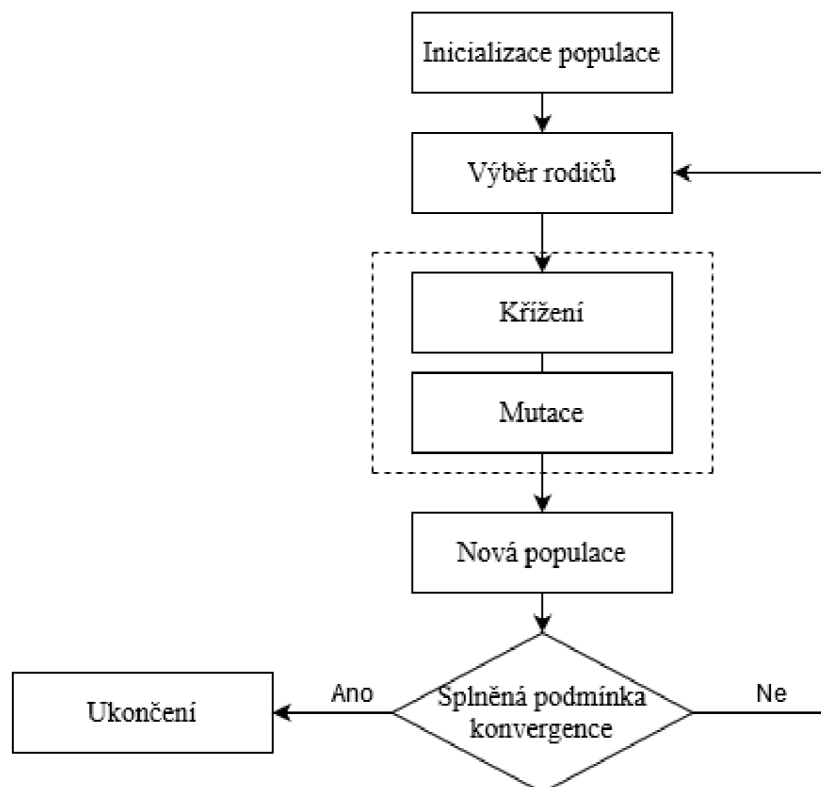 Inicializace populace
Výběr rodičů
Křížení
Mutace
Nová populace
Ukončení
Ano
Splněná podmínka
konvergence
Ne